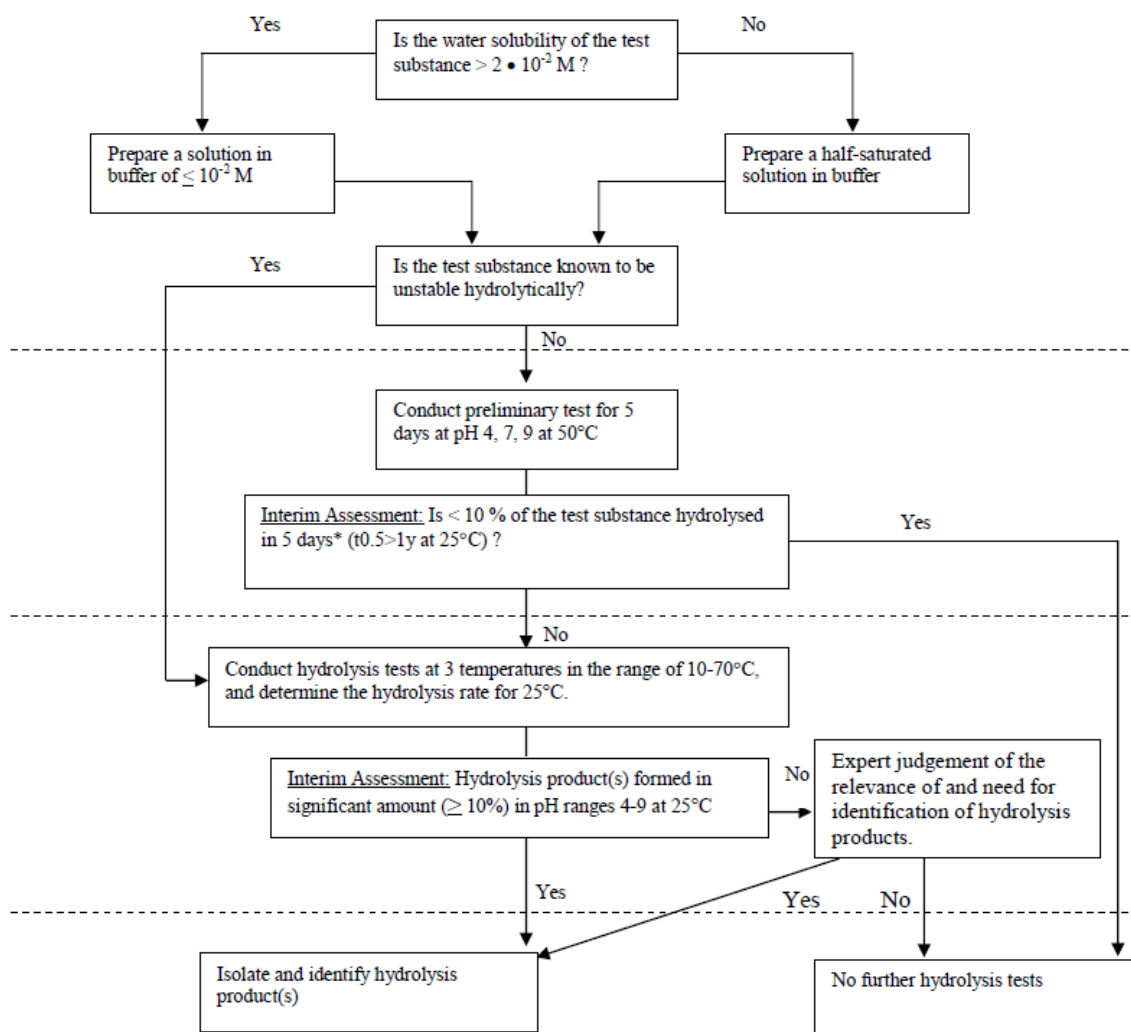 Yes
No
Is the water solubility of the test
substance > 2 • 10⁻² M ?
Prepare a solution in
buffer of ≤ 10⁻² M
Prepare a half-saturated
solution in buffer
Yes
Is the test substance known to be
unstable hydrolytically?
No
Conduct preliminary test for 5
days at pH 4, 7, 9 at 50°C
Interim Assessment: Is < 10 % of the test substance hydrolysed
in 5 days* (t0.5>1y at 25°C) ?
Yes
No
Conduct hydrolysis tests at 3 temperatures in the range of 10-70°C,
and determine the hydrolysis rate for 25°C.
Interim Assessment: Hydrolysis product(s) formed in
significant amount (≥ 10%) in pH ranges 4-9 at 25°C
No
Expert judgement of the
relevance of and need for
identification of hydrolysis
products.
Yes
Yes
No
Isolate and identify hydrolysis
product(s)
No further hydrolysis tests